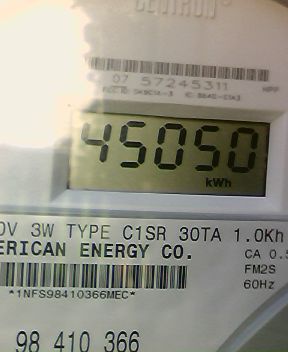 CENTRON
07 57245311
45050
kWh
0V 3W TYPE C1SR 30TA 1.0Kh
ERICAN ENERGY CO.
CA 0.5
FM2S
60Hz
*1NFS98410366MEC*
98 410 366